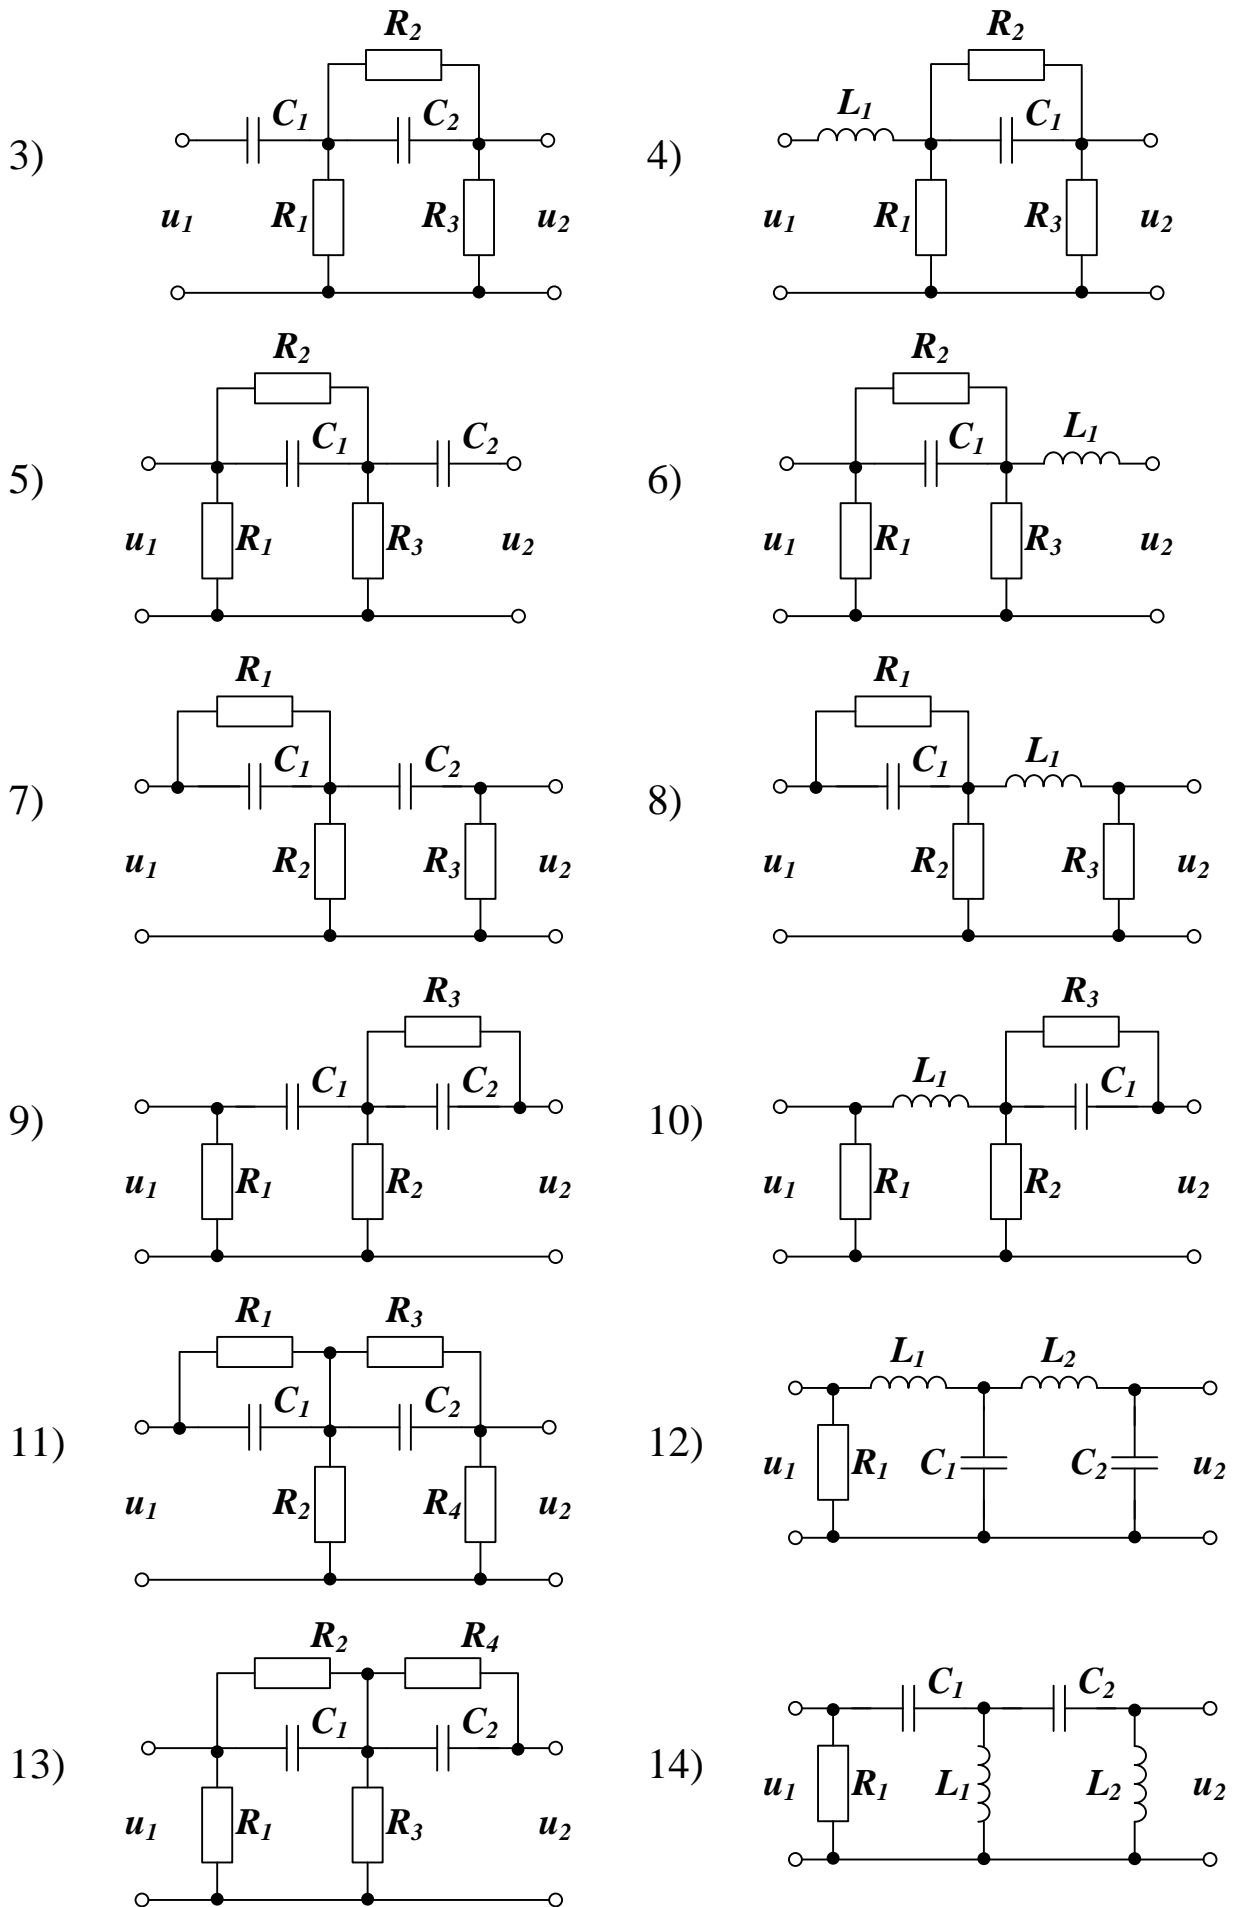 R2 R2
C1 C2 L1 C1
3) 4)
u1 R1 R3 u2 u1 R1 R3 u2
R2 R2
C1 C2 C1 L1
5) 6)
u1 R1 R3 u2 u1 R1 R3 u2
R1 R1
C1 C2 C1 L1
7) 8)
u1 R2 R3 u2 u1 R2 R3 u2
R3 R3
C1 C2 L1 C1
9) 10)
u1 R1 R2 u2 u1 R1 R2 u2
R1 R3
L1 L2
C1 C2
11) 12)
u1 R1 C1 C2 u2
u1 R2 R4 u2
R2 R4
C1 C2
C1 C2
13) 14)
u1 R1 L1 L2 u2
u1 R1 R3 u2